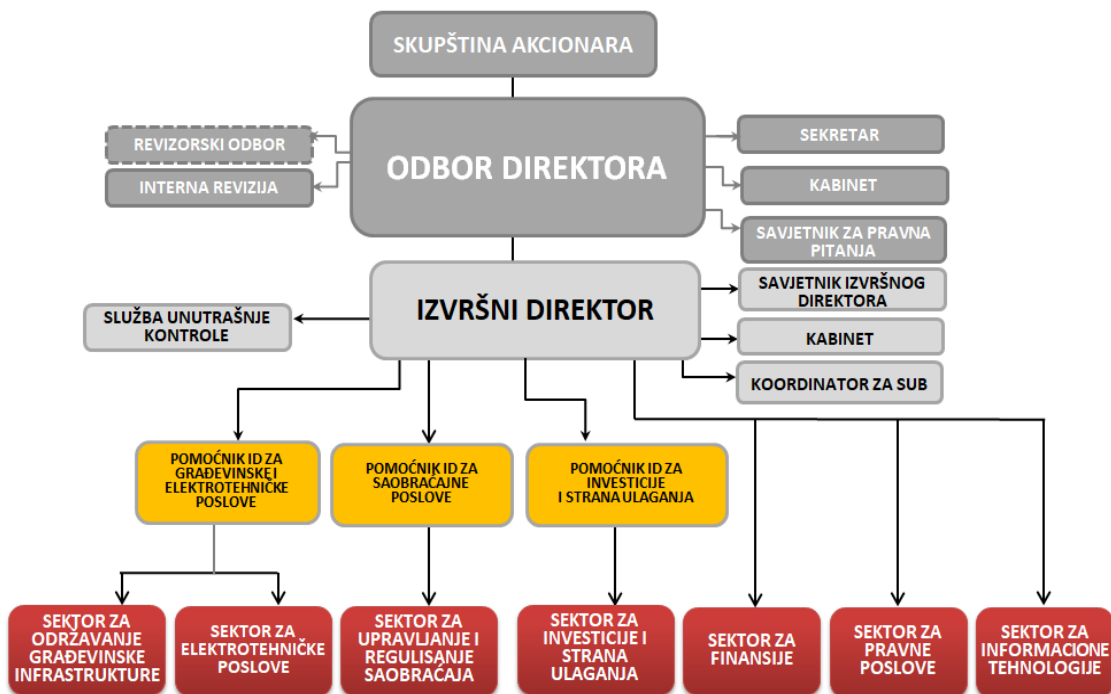 SKUPŠTINA AKCIONARA
REVIZORSKI ODBOR
INTERNA REVIZIJA
ODBOR DIREKTORA
SEKRETAR
KABINET
SAVJETNIK ZA PRAVNA
PITANJA
SLUŽBA UNUTRAŠNJE
KONTROLE
IZVRŠNI DIREKTOR
SAVJETNIK IZVRŠNOG
DIREKTORA
KABINET
KOORDINATOR ZA SUB
POMOĆNIK ID ZA
GRAĐEVINSKE I
ELEKTROTEHNIČKE
POSLOVE
POMOĆNIK ID ZA
SAOBRAĆAJNE
POSLOVE
POMOĆNIK ID ZA
INVESTICIJE
I STRANA ULAGANJA
SEKTOR ZA
ODRŽAVANJE
GRAĐEVINSKE
INFRASTRUKTURE
SEKTOR ZA
ELEKTROTEHNIČKE
POSLOVE
SEKTOR ZA
UPRAVLJANJE I
REGULISANJE
SAOBRAĆAJA
SEKTOR ZA
INVESTICIJE I
STRANA
ULAGANJA
SEKTOR ZA
FINANSIJE
SEKTOR ZA
PRAVNE
POSLOVE
SEKTOR ZA
INFORMACIONE
TEHNOLOGIJE